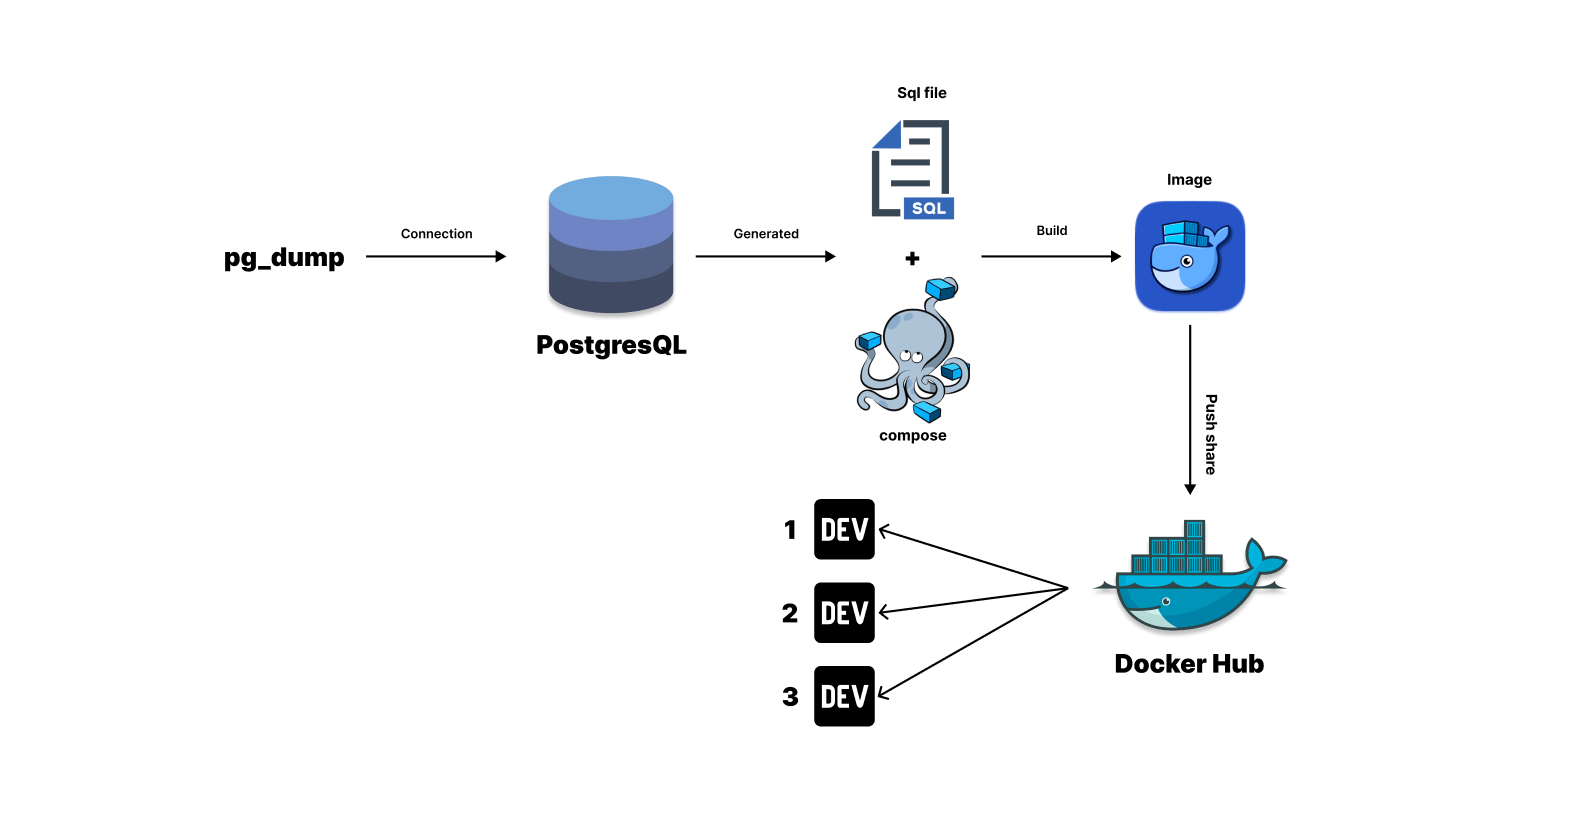 Sql file
SQL
Image
Connection
Generated
Build
pg_dump
+
PostgreSQL
compose
Push share
1 DEV
2 DEV
3 DEV
Docker Hub